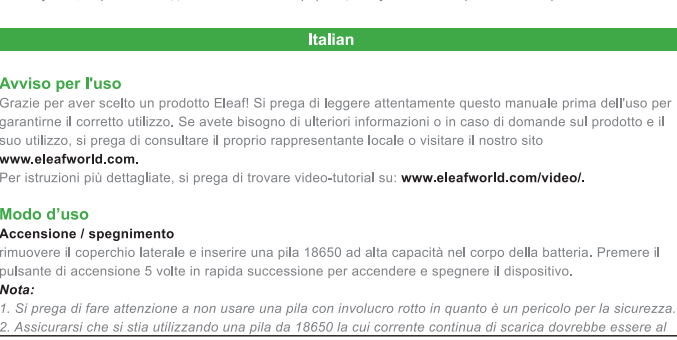 Italian
Avviso per l'uso
Grazie per aver scelto un prodotto Eleaf! Si prega di leggere attentamente questo manuale prima dell'uso per
garantirne il corretto utilizzo. Se avete bisogno di ulteriori informazioni o in caso di domande sul prodotto e il
suo utilizzo, si prega di consultare il proprio rappresentante locale o visitare il nostro sito
www.eleafworld.com.
Per istruzioni più dettagliate, si prega di trovare video-tutorial su: www.eleafworld.com/video/.
Modo d'uso
Accensione / spegnimento
rimuovere il coperchio laterale e inserire una pila 18650 ad alta capacità nel corpo della batteria. Premere il
pulsante di accensione 5 volte in rapida successione per accendere e spegnere il dispositivo.
Nota:
1. Si prega di fare attenzione a non usare una pila con involucro rotto in quanto è un pericolo per la sicurezza.
2. Assicurarsi che si stia utilizzando una pila da 18650 la cui corrente continua di scarica dovrebbe essere al